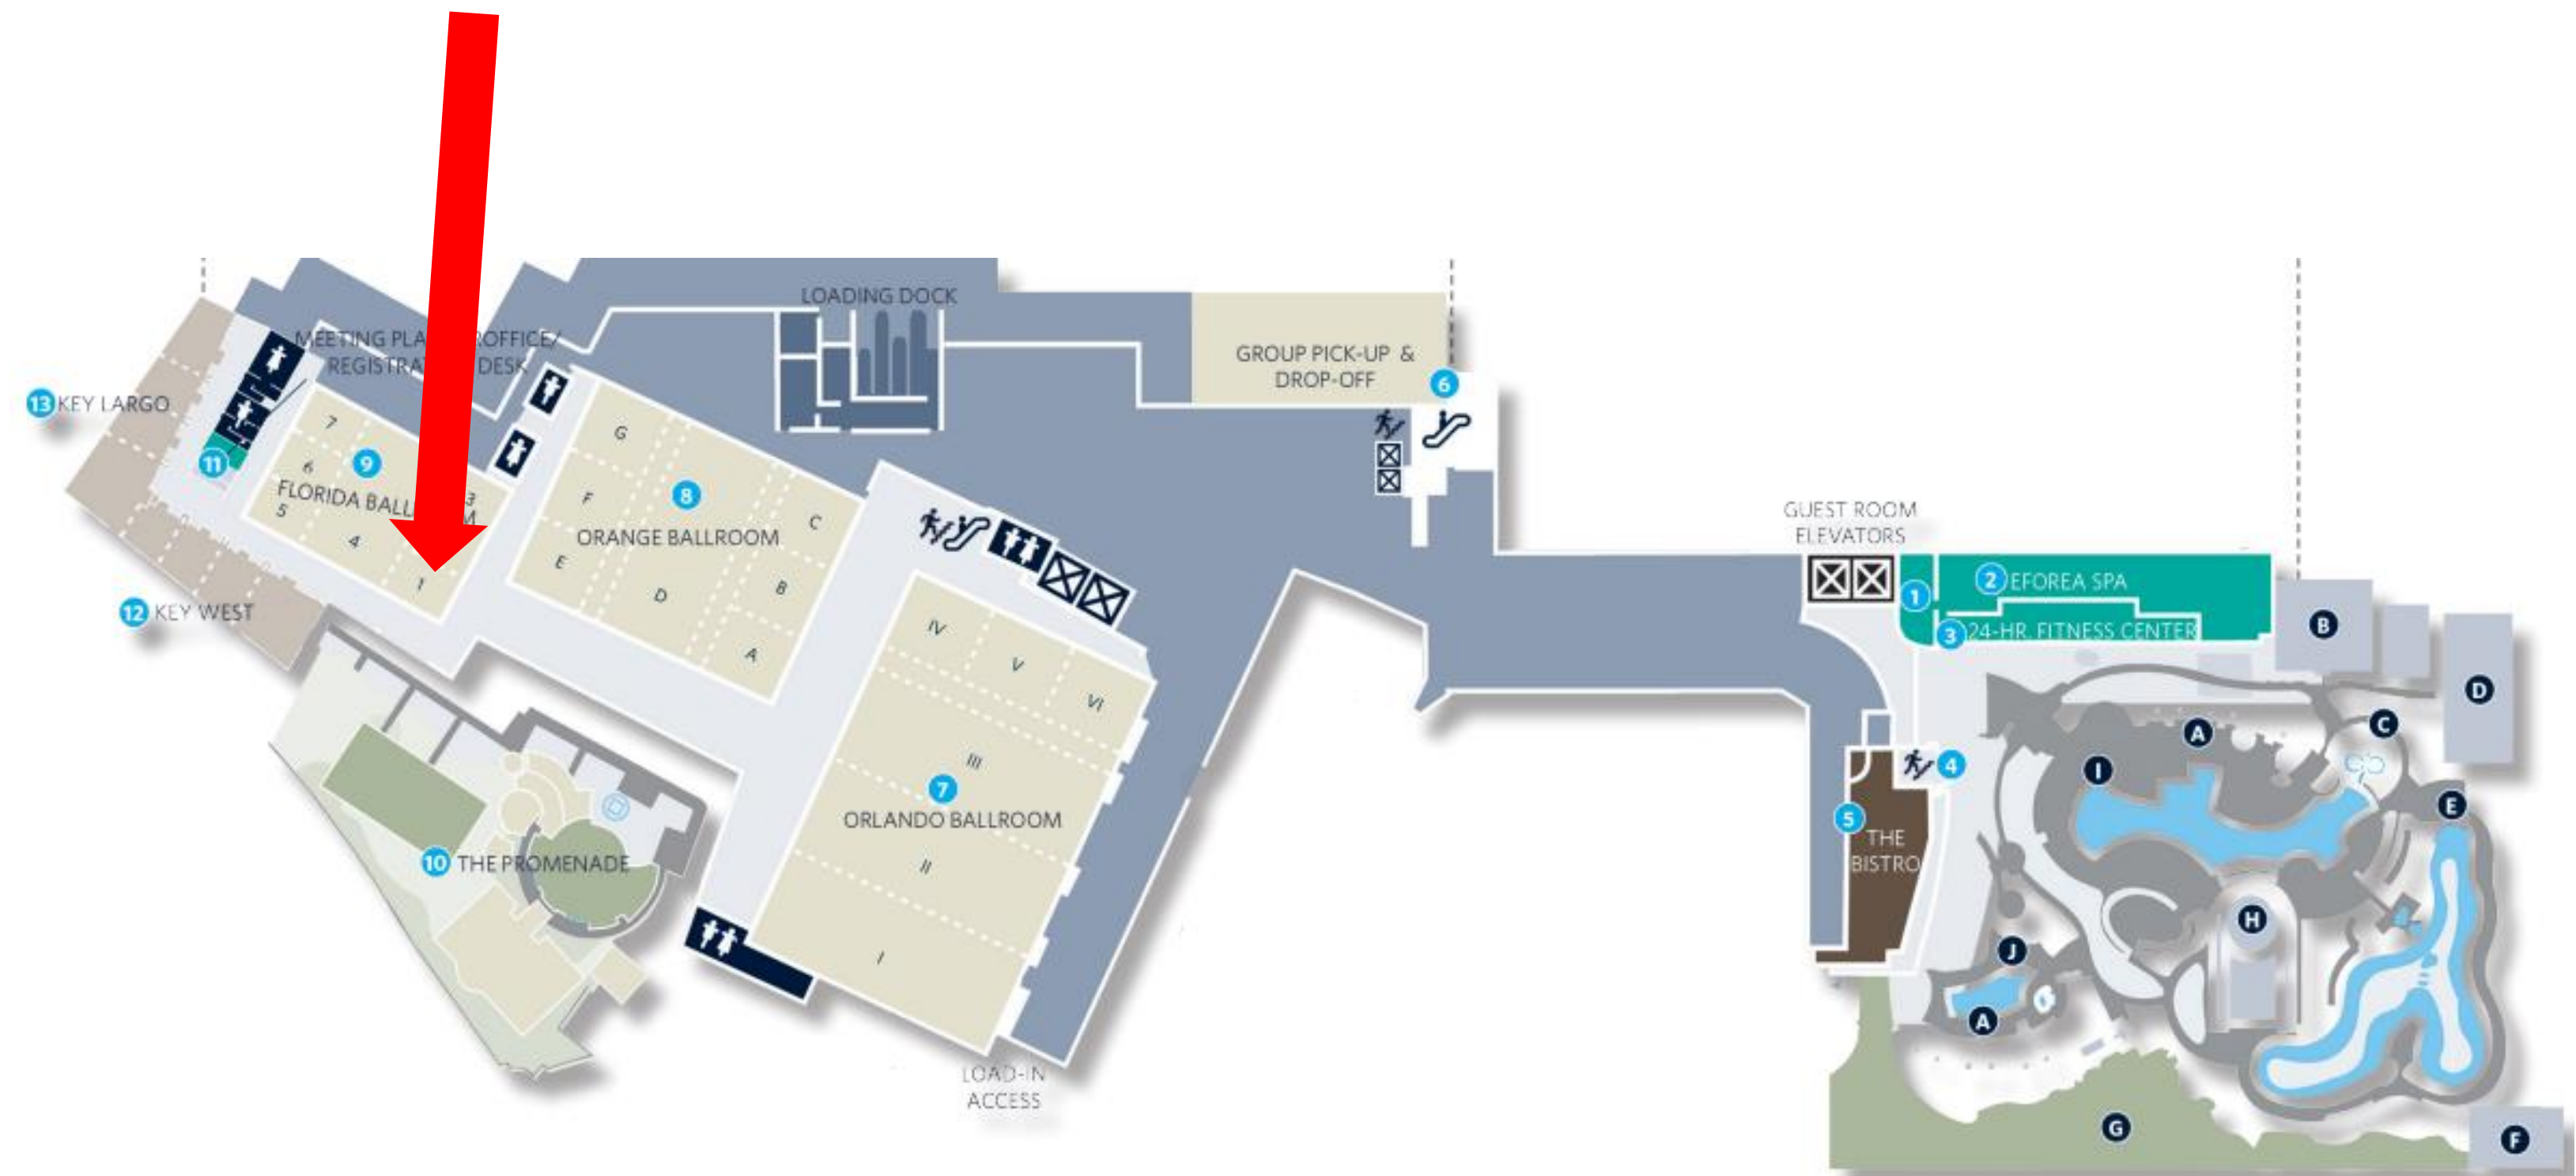 LOADING DOCK
MEETING PLA ROFFICE/
REGISTRA DESK
GROUP PICK-UP &
DROP-OFF
6
13 KEY LARGO
11
7
9
6
FLORIDA BALL M
3
5
4
1
G
8
F
C
ORANGE BALLROOM
E
B
D
A
12 KEY WEST
GUEST ROOM
ELEVATORS
1
2 EFOREA SPA
3 24-HR. FITNESS CENTER
IV
V
VI
III
7
ORLANDO BALLROOM
II
I
10 THE PROMENADE
LOAD-IN
ACCESS
4
5
THE
BISTRO
B
D
C
A
I
E
H
J
A
G
F